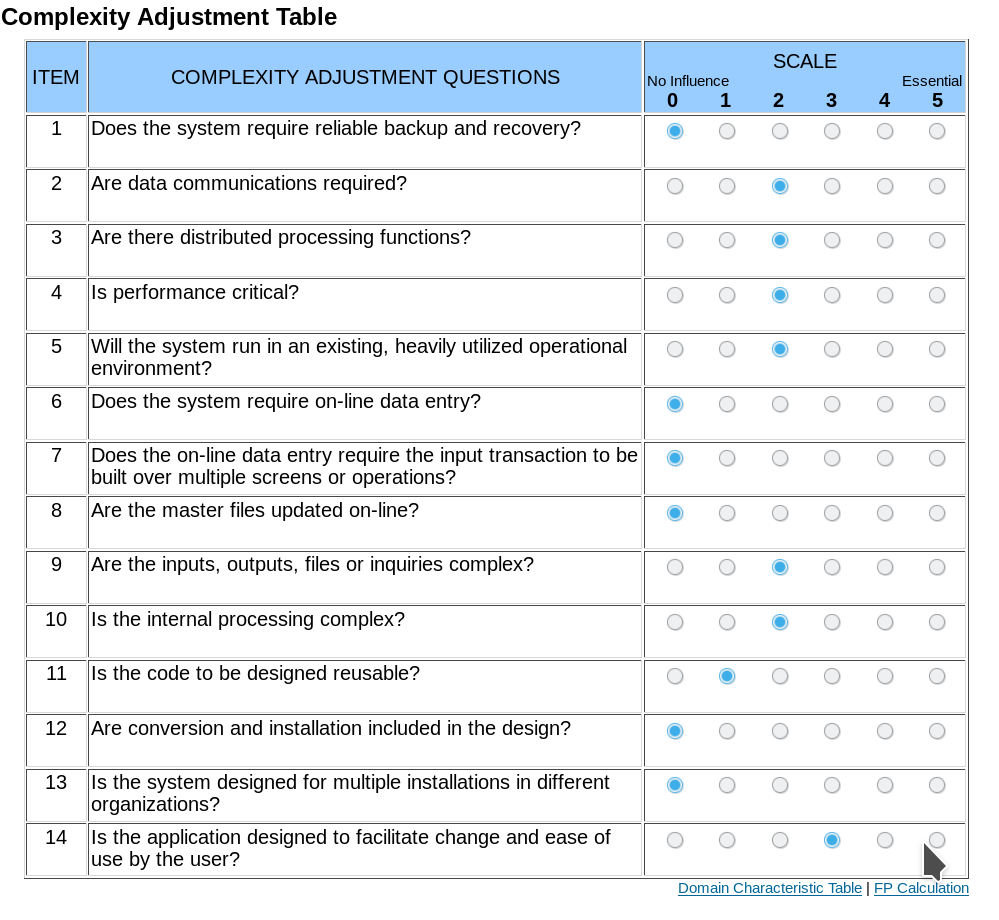 Complexity Adjustment Table
ITEM
COMPLEXITY ADJUSTMENT QUESTIONS
SCALE
No Influence Essential
0 1 2 3 4 5
1 Does the system require reliable backup and recovery?
2 Are data communications required?
3 Are there distributed processing functions?
4 Is performance critical?
5 Will the system run in an existing, heavily utilized operational
environment?
6 Does the system require on-line data entry?
7 Does the on-line data entry require the input transaction to be
built over multiple screens or operations?
8 Are the master files updated on-line?
9 Are the inputs, outputs, files or inquiries complex?
10 Is the internal processing complex?
11 Is the code to be designed reusable?
12 Are conversion and installation included in the design?
13 Is the system designed for multiple installations in different
organizations?
14 Is the application designed to facilitate change and ease of
use by the user?
Domain Characteristic Table | FP Calculation